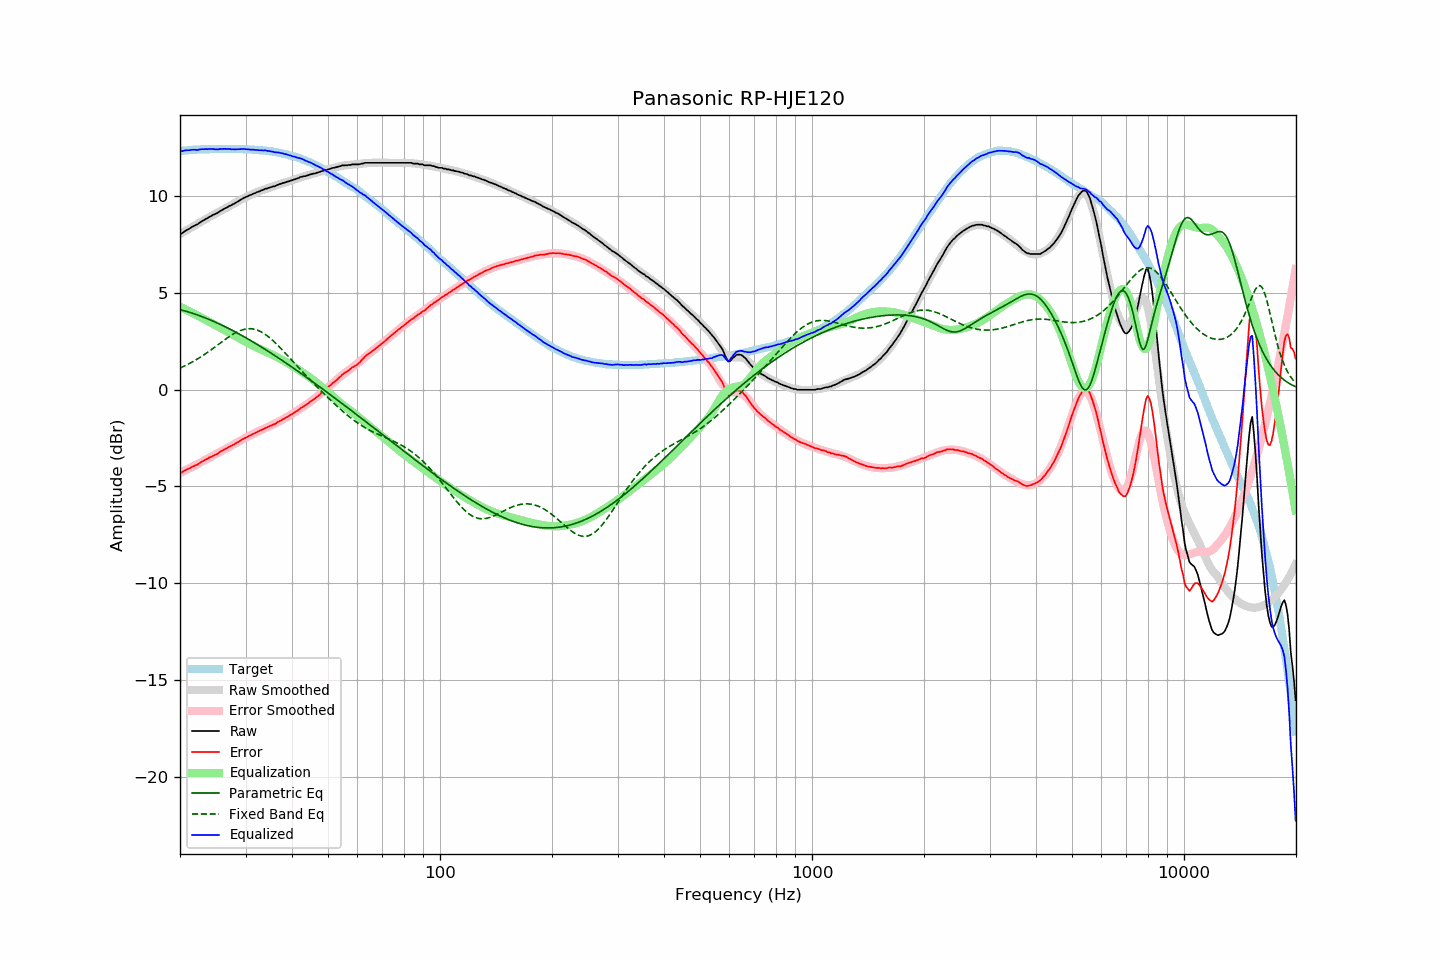 Panasonic RP-HJE120
Amplitude (dBr)
10
5
0
−5
−10
−15
−20
Target
Raw Smoothed
Error Smoothed
Raw
Error
Equalization
Parametric Eq
Fixed Band Eq
Equalized
100
1000
10000
Frequency (Hz)